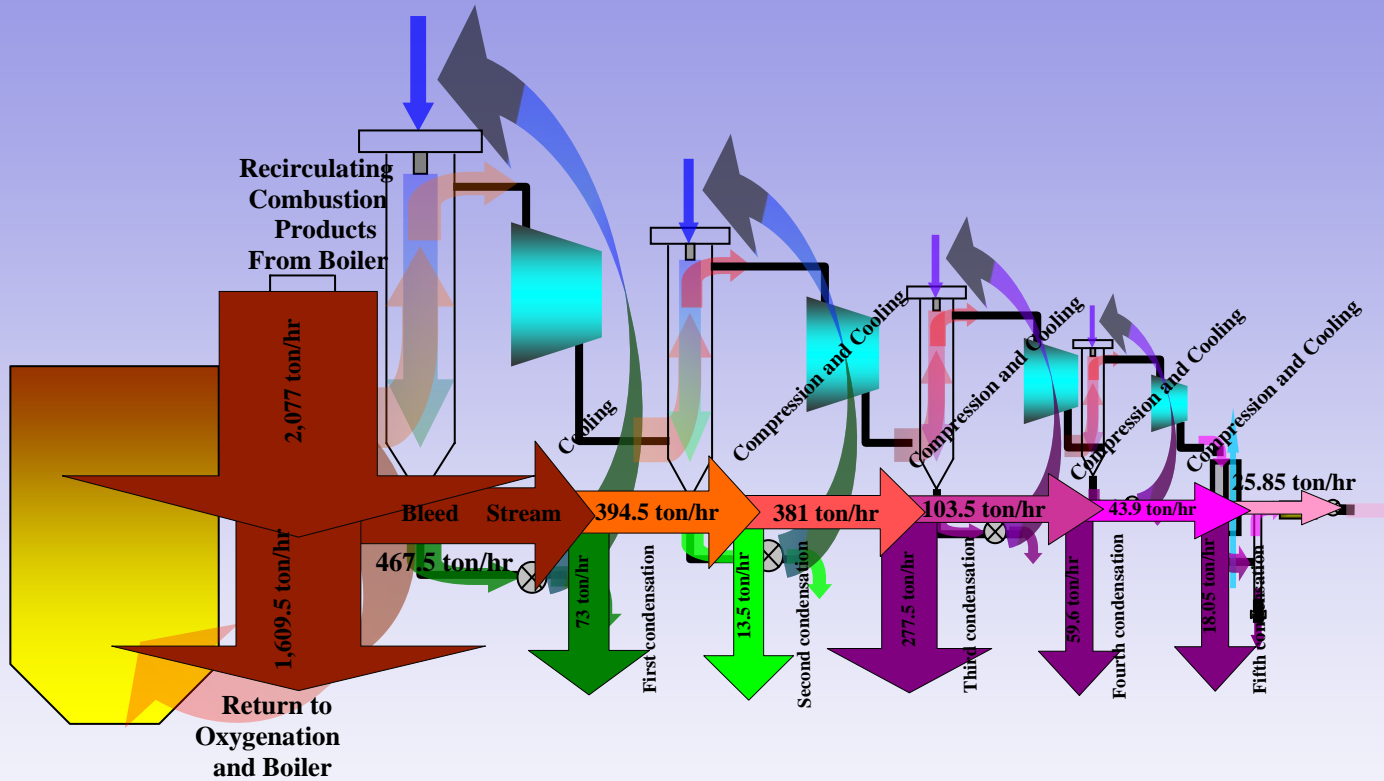 Recirculating
Combustion
Products
From Boiler
2,077 ton/hr
1,609.5 ton/hr
Return to
Oxygenation
and Boiler
Bleed Stream
467.5 ton/hr
Cooling
394.5 ton/hr
73 ton/hr
First condensation
Compression and Cooling
381 ton/hr
13.5 ton/hr
Second condensation
Compression and Cooling
103.5 ton/hr
277.5 ton/hr
Third condensation
Compression and Cooling
43.9 ton/hr
59.6 ton/hr
Fourth condensation
Compression and Cooling
25.85 ton/hr
18.05 ton/hr
Fifth condensation